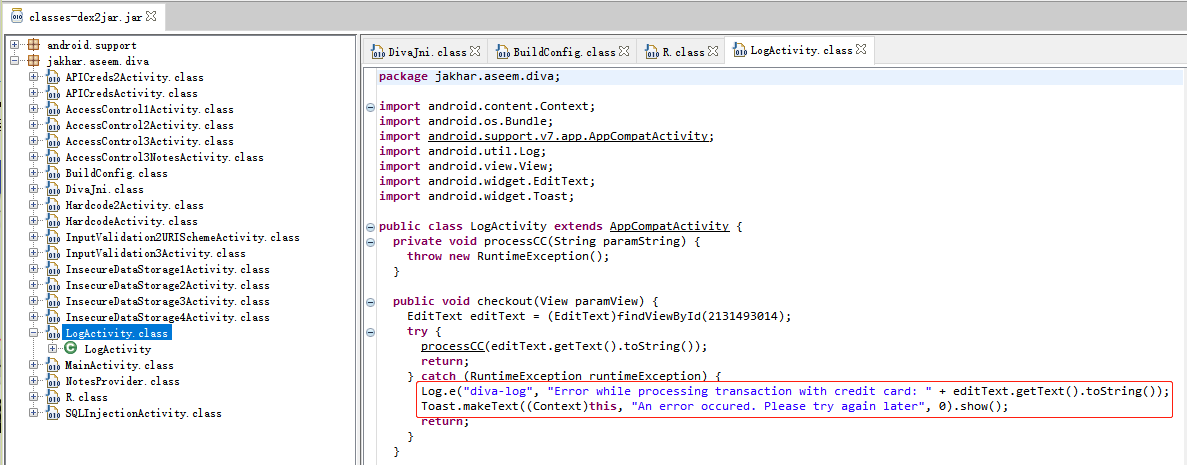 classes-dex2jar.jar
android.support
jakhar.aseem.diva
APICreds2Activity.class
APICredsActivity.class
AccessControl1Activity.class
AccessControl2Activity.class
AccessControl3Activity.class
AccessControl3NotesActivity.class
BuildConfig.class
DivaJni.class
Hardcode2Activity.class
HardcodeActivity.class
InputValidation2URISchemeActivity.class
InputValidation3Activity.class
InsecureDataStorage1Activity.class
InsecureDataStorage2Activity.class
InsecureDataStorage3Activity.class
InsecureDataStorage4Activity.class
LogActivity.class
LogActivity
MainActivity.class
NotesProvider.class
R.class
SQLInjectionActivity.class
DivaJni.class
BuildConfig.class
R.class
LogActivity.class
package jakhar.aseem.diva;
import android.content.Context;
import android.os.Bundle;
import android.support.v7.app.AppCompatActivity;
import android.util.Log;
import android.view.View;
import android.widget.EditText;
import android.widget.Toast;
public class LogActivity extends AppCompatActivity {
private void processCC(String paramString) {
throw new RuntimeException();
}
public void checkout(View paramView) {
EditText editText = (EditText)findViewById(2131493014);
try {
processCC(editText.getText().toString());
return;
} catch (RuntimeException runtimeException) {
Log.e("diva-log", "Error while processing transaction with credit card: " + editText.getText().toString());
Toast.makeText((Context)this, "An error occured. Please try again later", 0).show();
return;
}
}